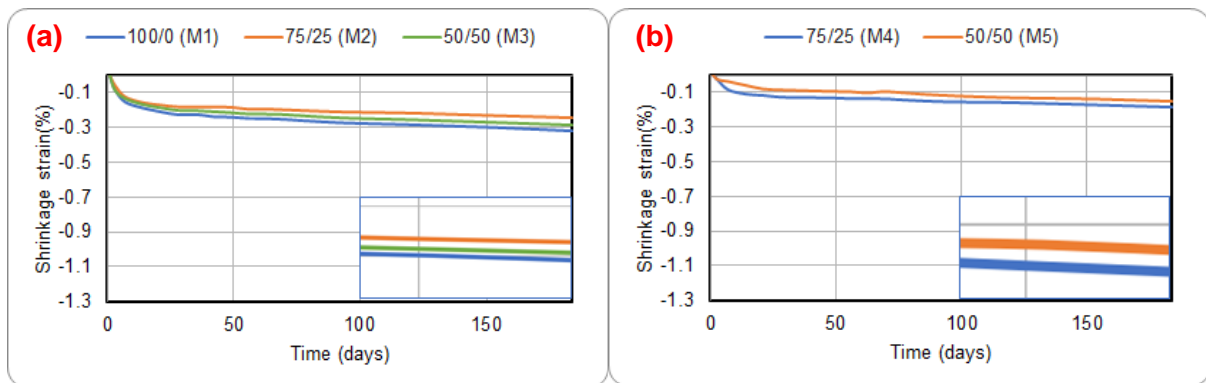 (a) 100/0 (M1) 75/25 (M2) 50/50 (M3)
Shrinkage strain(%)
-0.1
-0.3
-0.5
-0.7
-0.9
-1.1
-1.3
0 50 100 150
Time (days)
(b) 75/25 (M4) 50/50 (M5)
Shrinkage strain(%)
-0.1
-0.3
-0.5
-0.7
-0.9
-1.1
-1.3
0 50 100 150
Time (days)